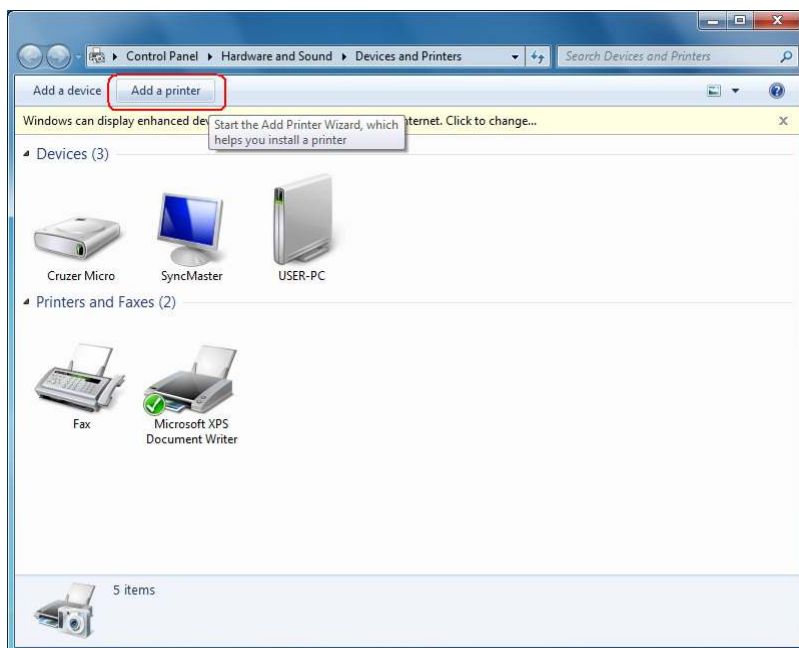 Control Panel ▸ Hardware and Sound ▸ Devices and Printers
Search Devices and Printers
Add a device
Add a printer
Windows can display enhanced dev
ternet. Click to change...
Start the Add Printer Wizard, which
helps you install a printer
Devices (3)
Cruzer Micro
SyncMaster
USER-PC
Printers and Faxes (2)
Fax
Microsoft XPS
Document Writer
5 items